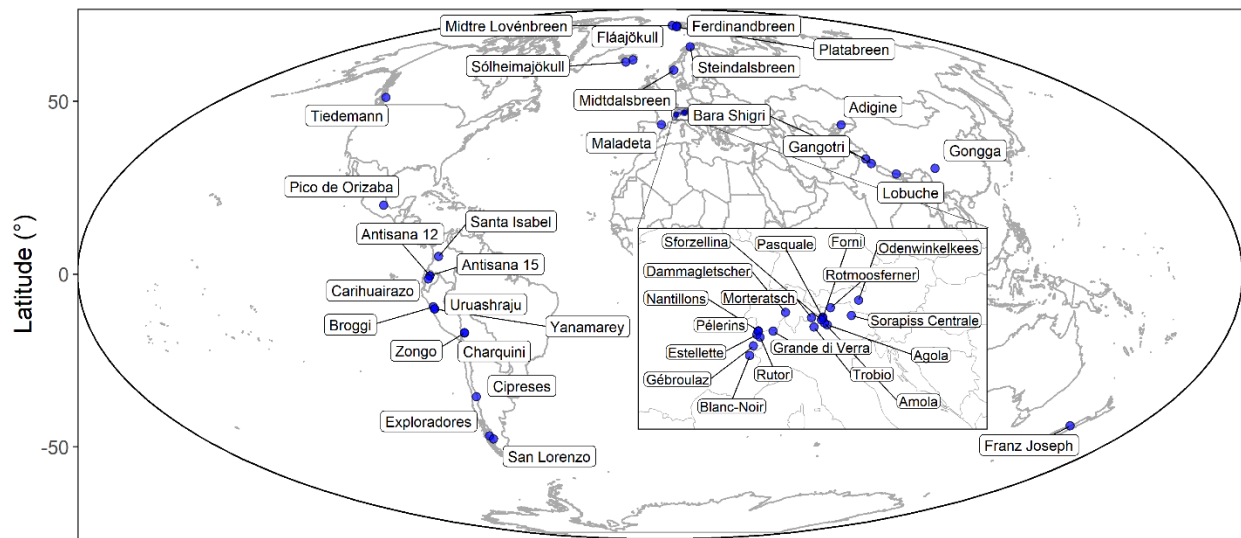 Midtre Lovénbreen
Ferdinandbreen
Fláajökull
Platabreen
Sólheimajökull
Steindalsbreen
50
Midtdalsbreen
Bara Shigri
Adigine
Tiedemann
Maladeta
Gangotri
Gongga
Pico de Orizaba
Lobuche
Antisana 12
Santa Isabel
Sforzellina
Pasquale
Forni
Odenwinkelkees
Latitude (°)
0
Antisana 15
Dammagletscher
Rotmoosferner
Carihuairazo
Uruashraju
Nantillons
Morteratsch
Broggi
Yanamarey
Pélerins
Sorapiss Centrale
Zongo
Charquini
Estellette
Grande di Verra
Agola
Gébroulaz
Rutor
Trobio
Cipreses
Blanc-Noir
Amola
Exploradores
-50
San Lorenzo
Franz Joseph